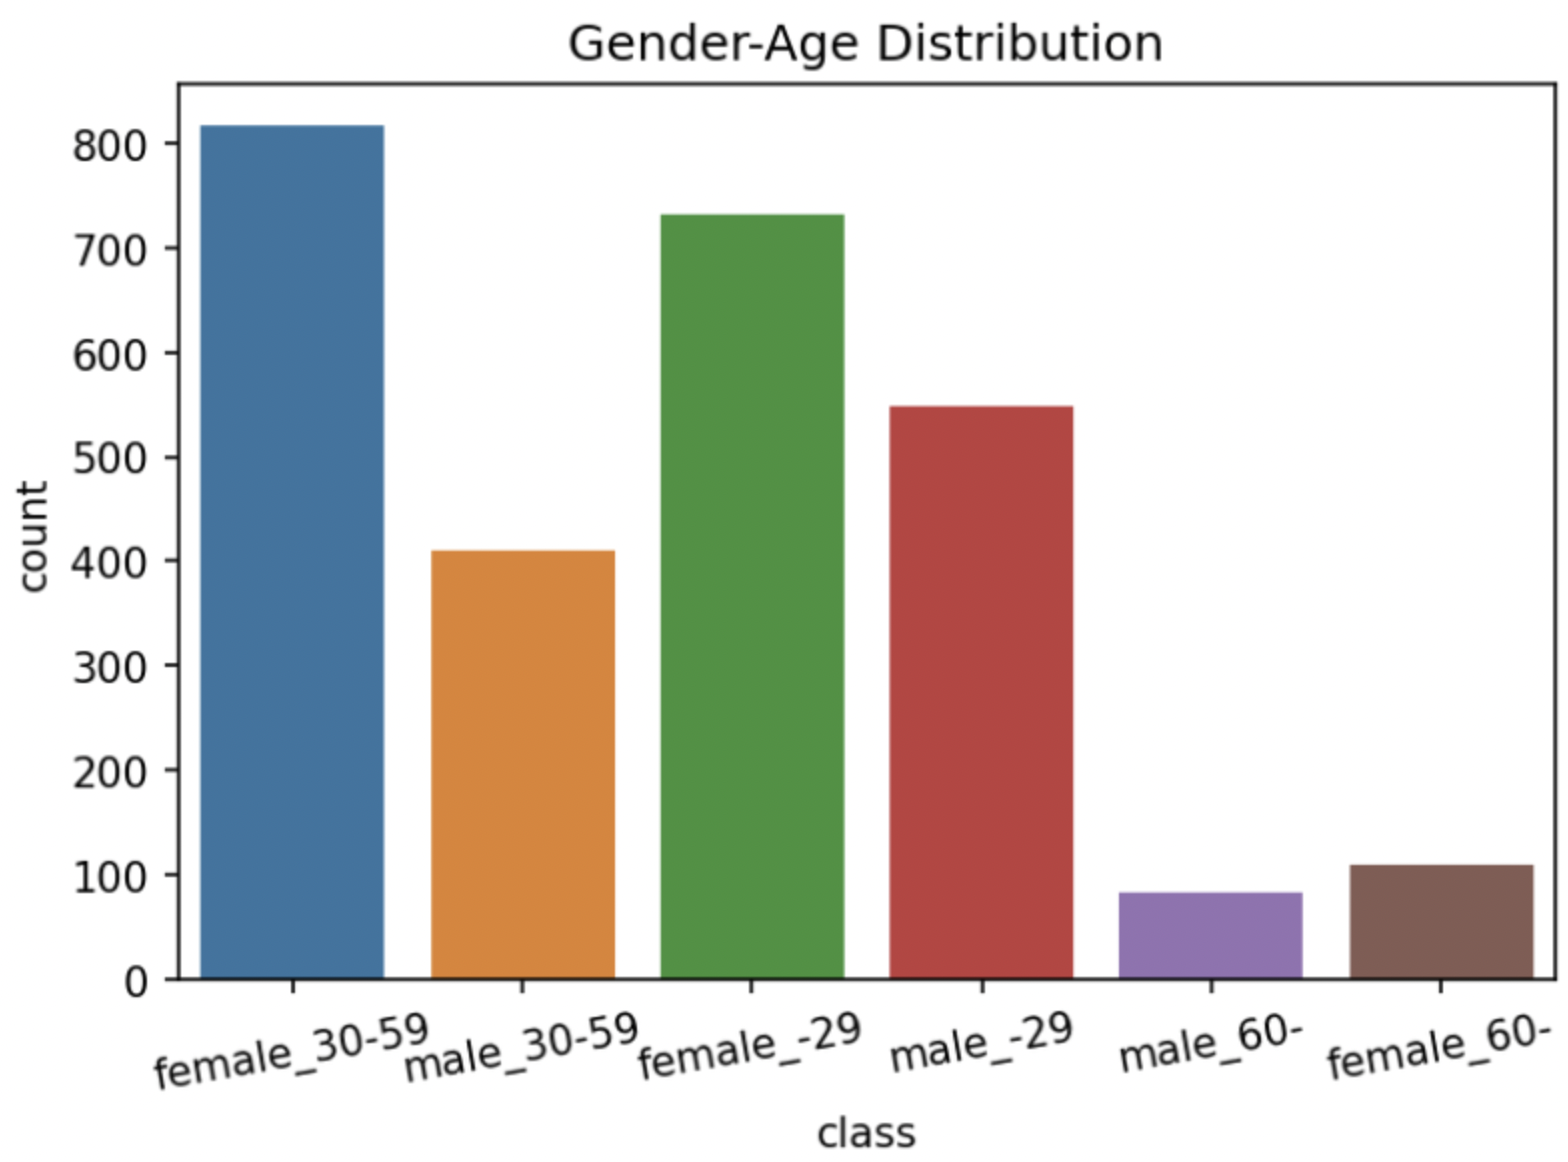 Gender-Age Distribution
800
700
600
500
400
300
200
100
0
count
female_30-59
male_30-59
female_-29
male_-29
male_60-
female_60-
class